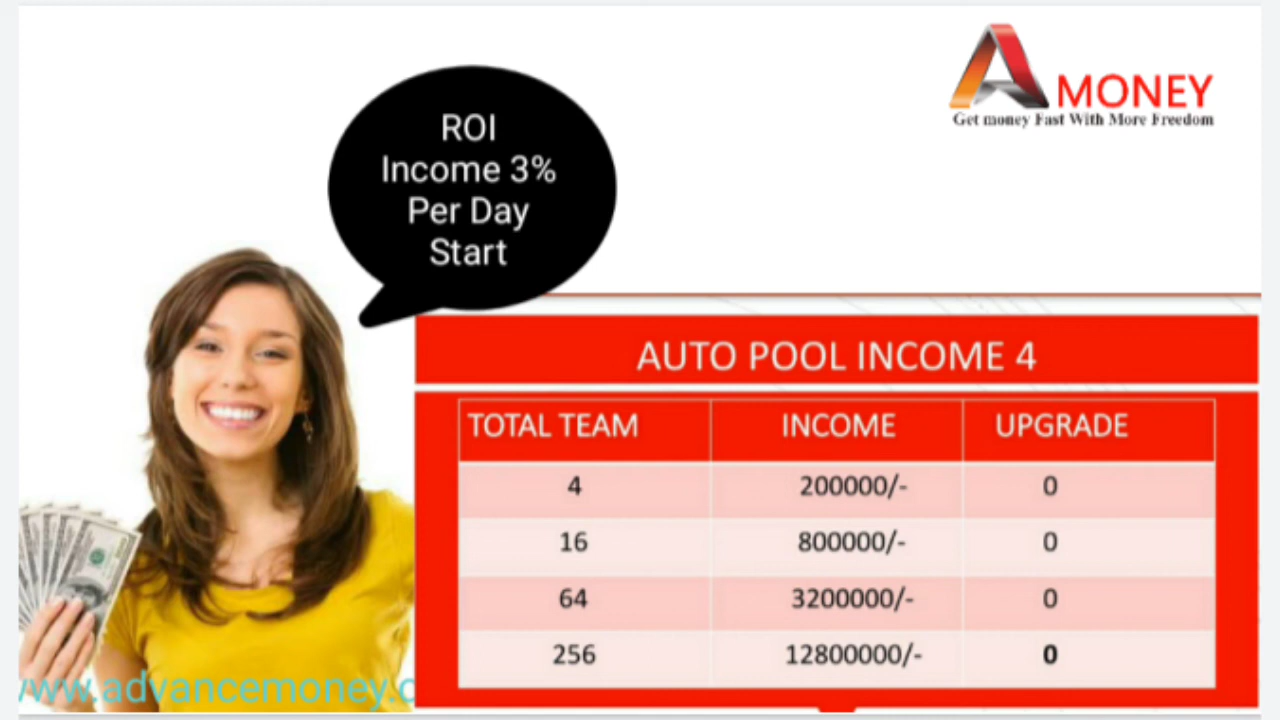 MONEY
Get money Fast With More Freedom
ROI
Income 3%
Per Day
Start
AUTO POOL INCOME 4
TOTAL TEAM INCOME UPGRADE
4 200000/- 0
16 800000/- 0
64 3200000/- 0
256 12800000/- 0
www.advancemoney.c